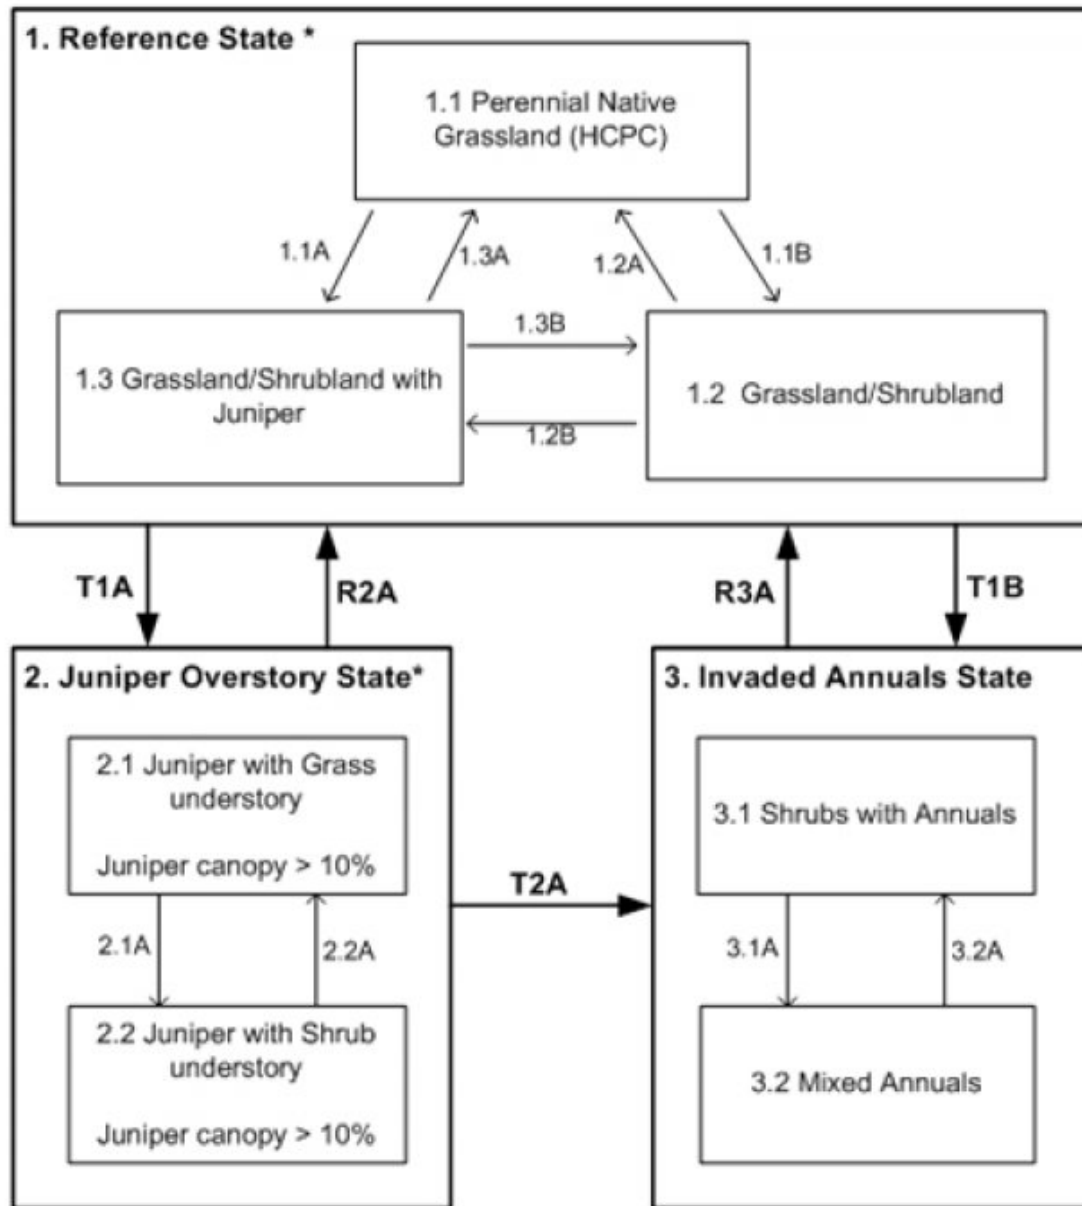 1. Reference State *
1.1 Perennial Native
Grassland (HCPC)
1.1A
1.3A
1.2A
1.1B
1.3 Grassland/Shrubland with
Juniper
1.3B
1.2B
1.2 Grassland/Shrubland
T1A
R2A
R3A
T1B
2. Juniper Overstory State*
2.1 Juniper with Grass
understory
Juniper canopy > 10%
2.1A
2.2A
2.2 Juniper with Shrub
understory
Juniper canopy > 10%
T2A
3. Invaded Annuals State
3.1 Shrubs with Annuals
3.1A
3.2A
3.2 Mixed Annuals